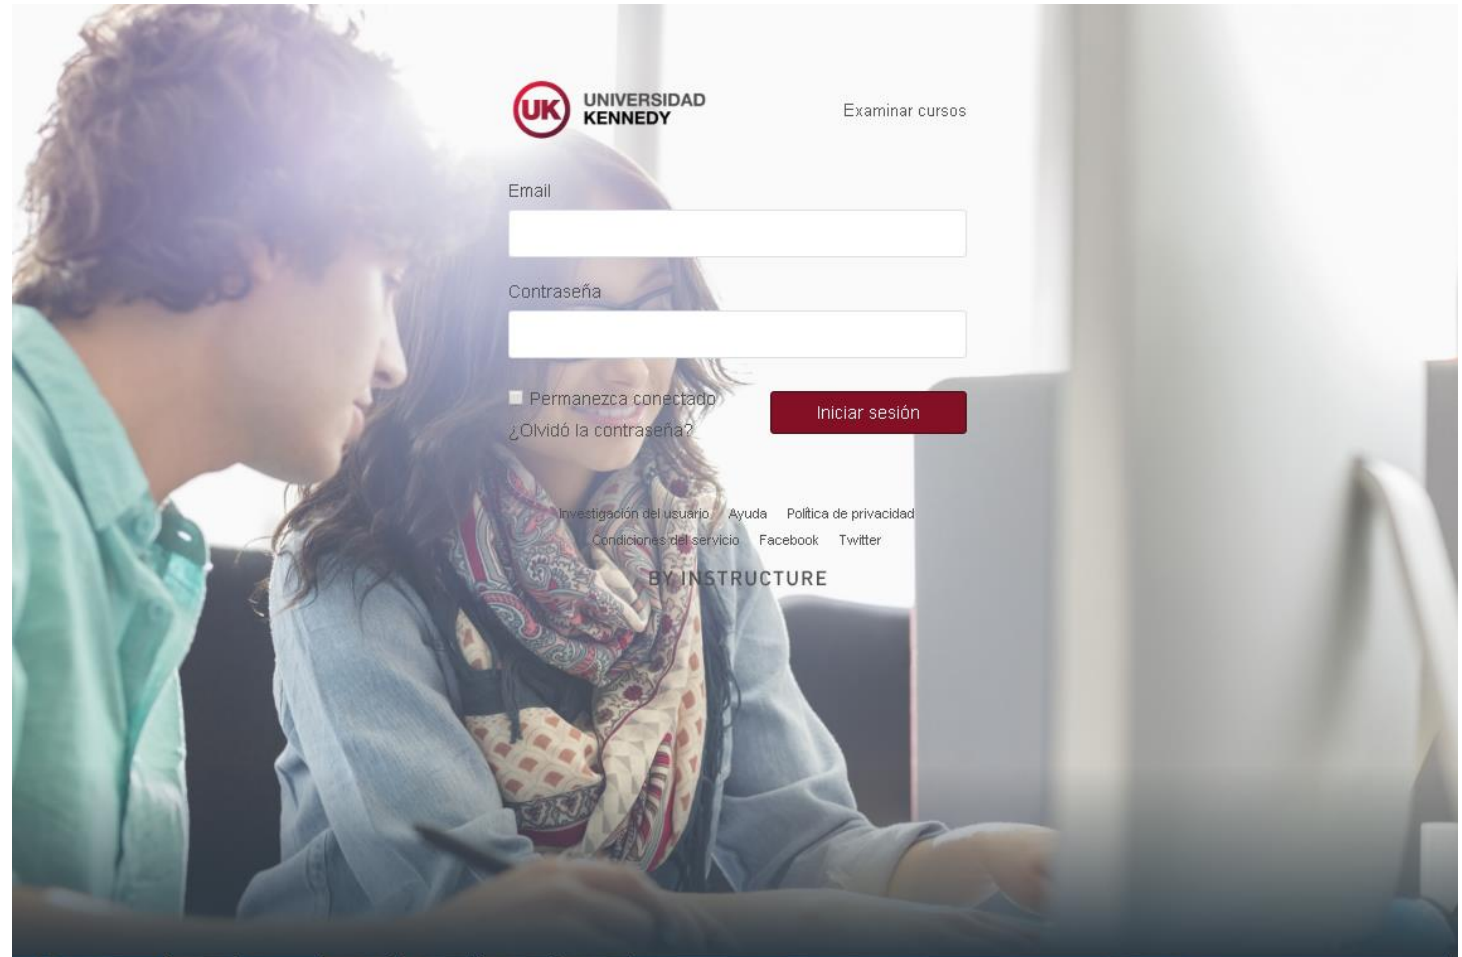 UK
UNIVERSIDAD
KENNEDY
Examinar cursos
Email
Contraseña
Permanezca conectado
Iniciar sesión
¿Olvidó la contraseña?
Investigación del usuario Ayuda Política de privacidad
Condiciones del servicio Facebook Twitter
BY INSTRUCTURE